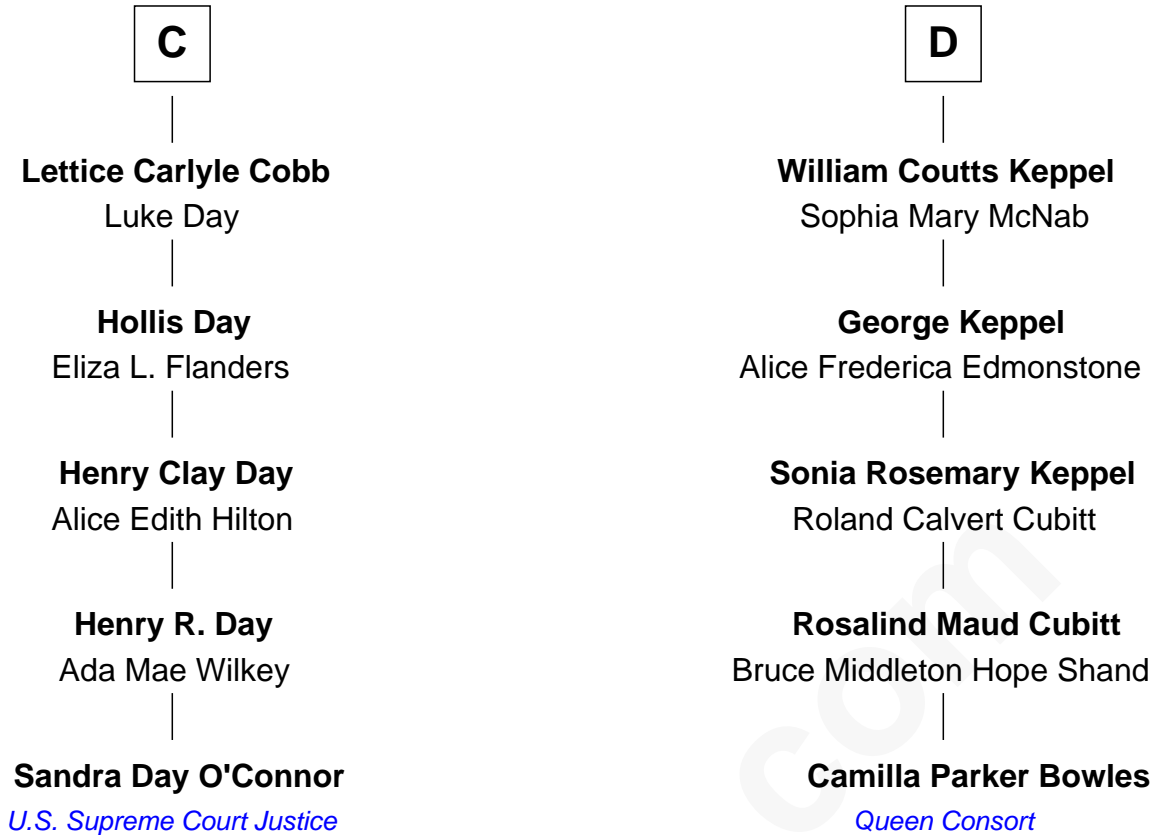 C
Lettice Carlyle Cobb
Luke Day
Hollis Day
Eliza L. Flanders
Henry Clay Day
Alice Edith Hilton
Henry R. Day
Ada Mae Wilkey
Sandra Day O'Connor
U.S. Supreme Court Justice
D
William Coutts Keppel
Sophia Mary McNab
George Keppel
Alice Frederica Edmonstone
Sonia Rosemary Keppel
Roland Calvert Cubitt
Rosalind Maud Cubitt
Bruce Middleton Hope Shand
Camilla Parker Bowles
Queen Consort
com